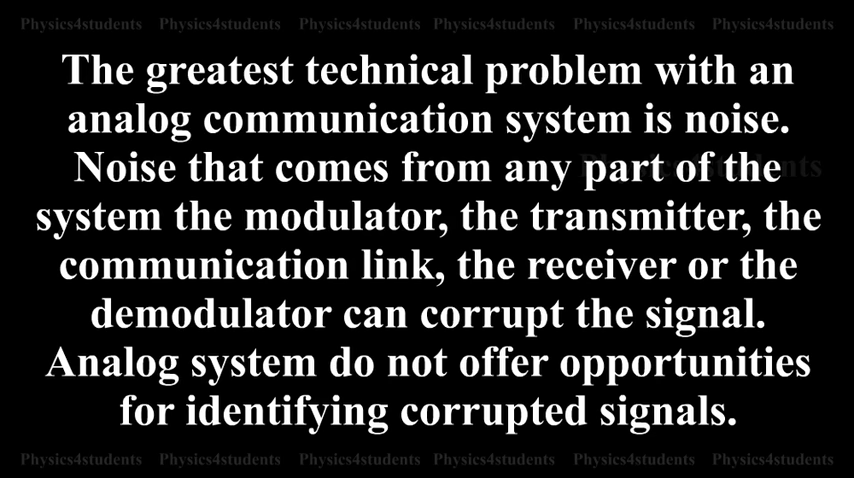 Physics4students Physics4students Physics4students Physics4students Physics4students Physics4students
The greatest technical problem with an
analog communication system is noise.
Noise that comes from any part of the
system the modulator, the transmitter, the
communication link, the receiver or the
demodulator can corrupt the signal.
Analog system do not offer opportunities
for identifying corrupted signals.
Physics4students Physics4students Physics4students Physics4students Physics4students Physics4students